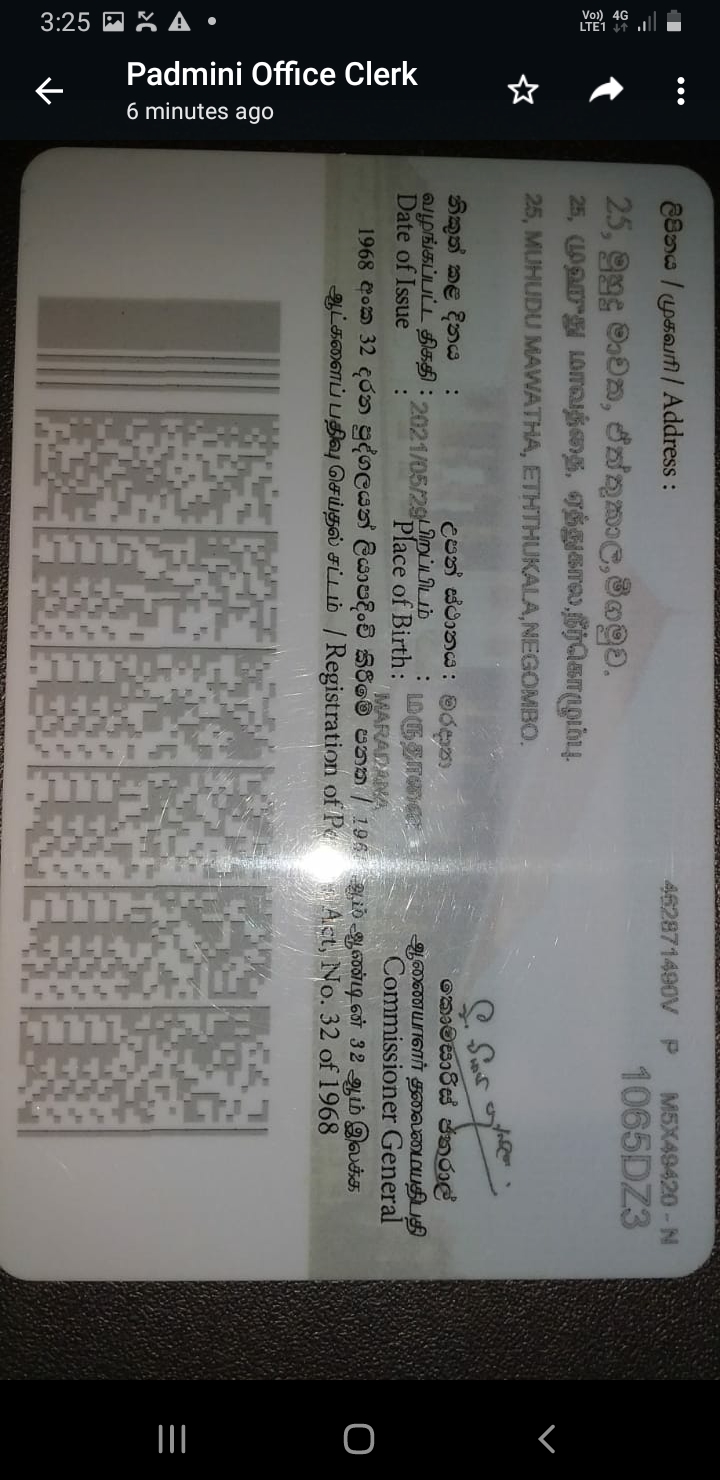 3:25
Vo)) 4G
LTE1
Padmini Office Clerk
6 minutes ago
ලිපිනය / முகவரி / Address :
462871490V P M5X49420 - N
1065DZ3
25, මුහුදු මාවත, ඒත්තුකාල,මීගමුව.
25, முஹுது மாவத்தை, எத்துகால,நீர்கொழும்பு.
25, MUHUDU MAWATHA, ETHTHUKALA,NEGOMBO.
නිකුත් කළ දිනය :
வழங்கப்பட்ட திகதி : 2021/05/29
Date of Issue :
උපන් ස්ථානය : මරදාන
பிறப்பிடம் : மருதானை
Place of Birth : MARADANA
කොමසාරිස් ජනරාල්
ஆணையாளர் தலைமையதிபதி
Commissioner General
1968 අංක 32 දරන පුද්ගලයන් ලියාපදිංචි කිරීමේ පනත / 196 ஆம் ஆண்டின் 32 ஆம் இலக்க
ஆட்களைப் பதிவு செய்தல் சட்டம் / Registration of Act, No. 32 of 1968